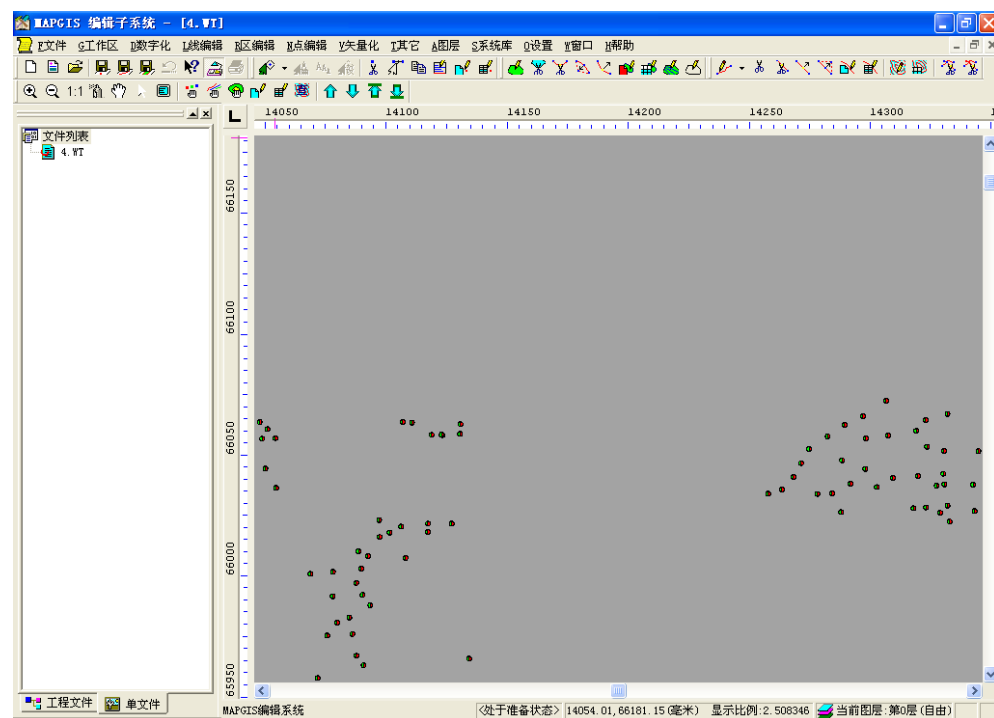 MAPGIS 编辑子系统 - [4.WT]
F文件 G工作区 D数字化 L线编辑 R区编辑 N点编辑 V矢量化 T其它 A图层 S系统库 O设置 W窗口 H帮助
1:1
14050 14100 14150 14200 14250 14300
文件列表
4.WT
66150
66100
66050
66000
65950
工程文件 单文件
MAPGIS编辑系统 <处于准备状态> 14054.01,66181.15(毫米) 显示比例:2.508346 当前图层:第0层(自由)